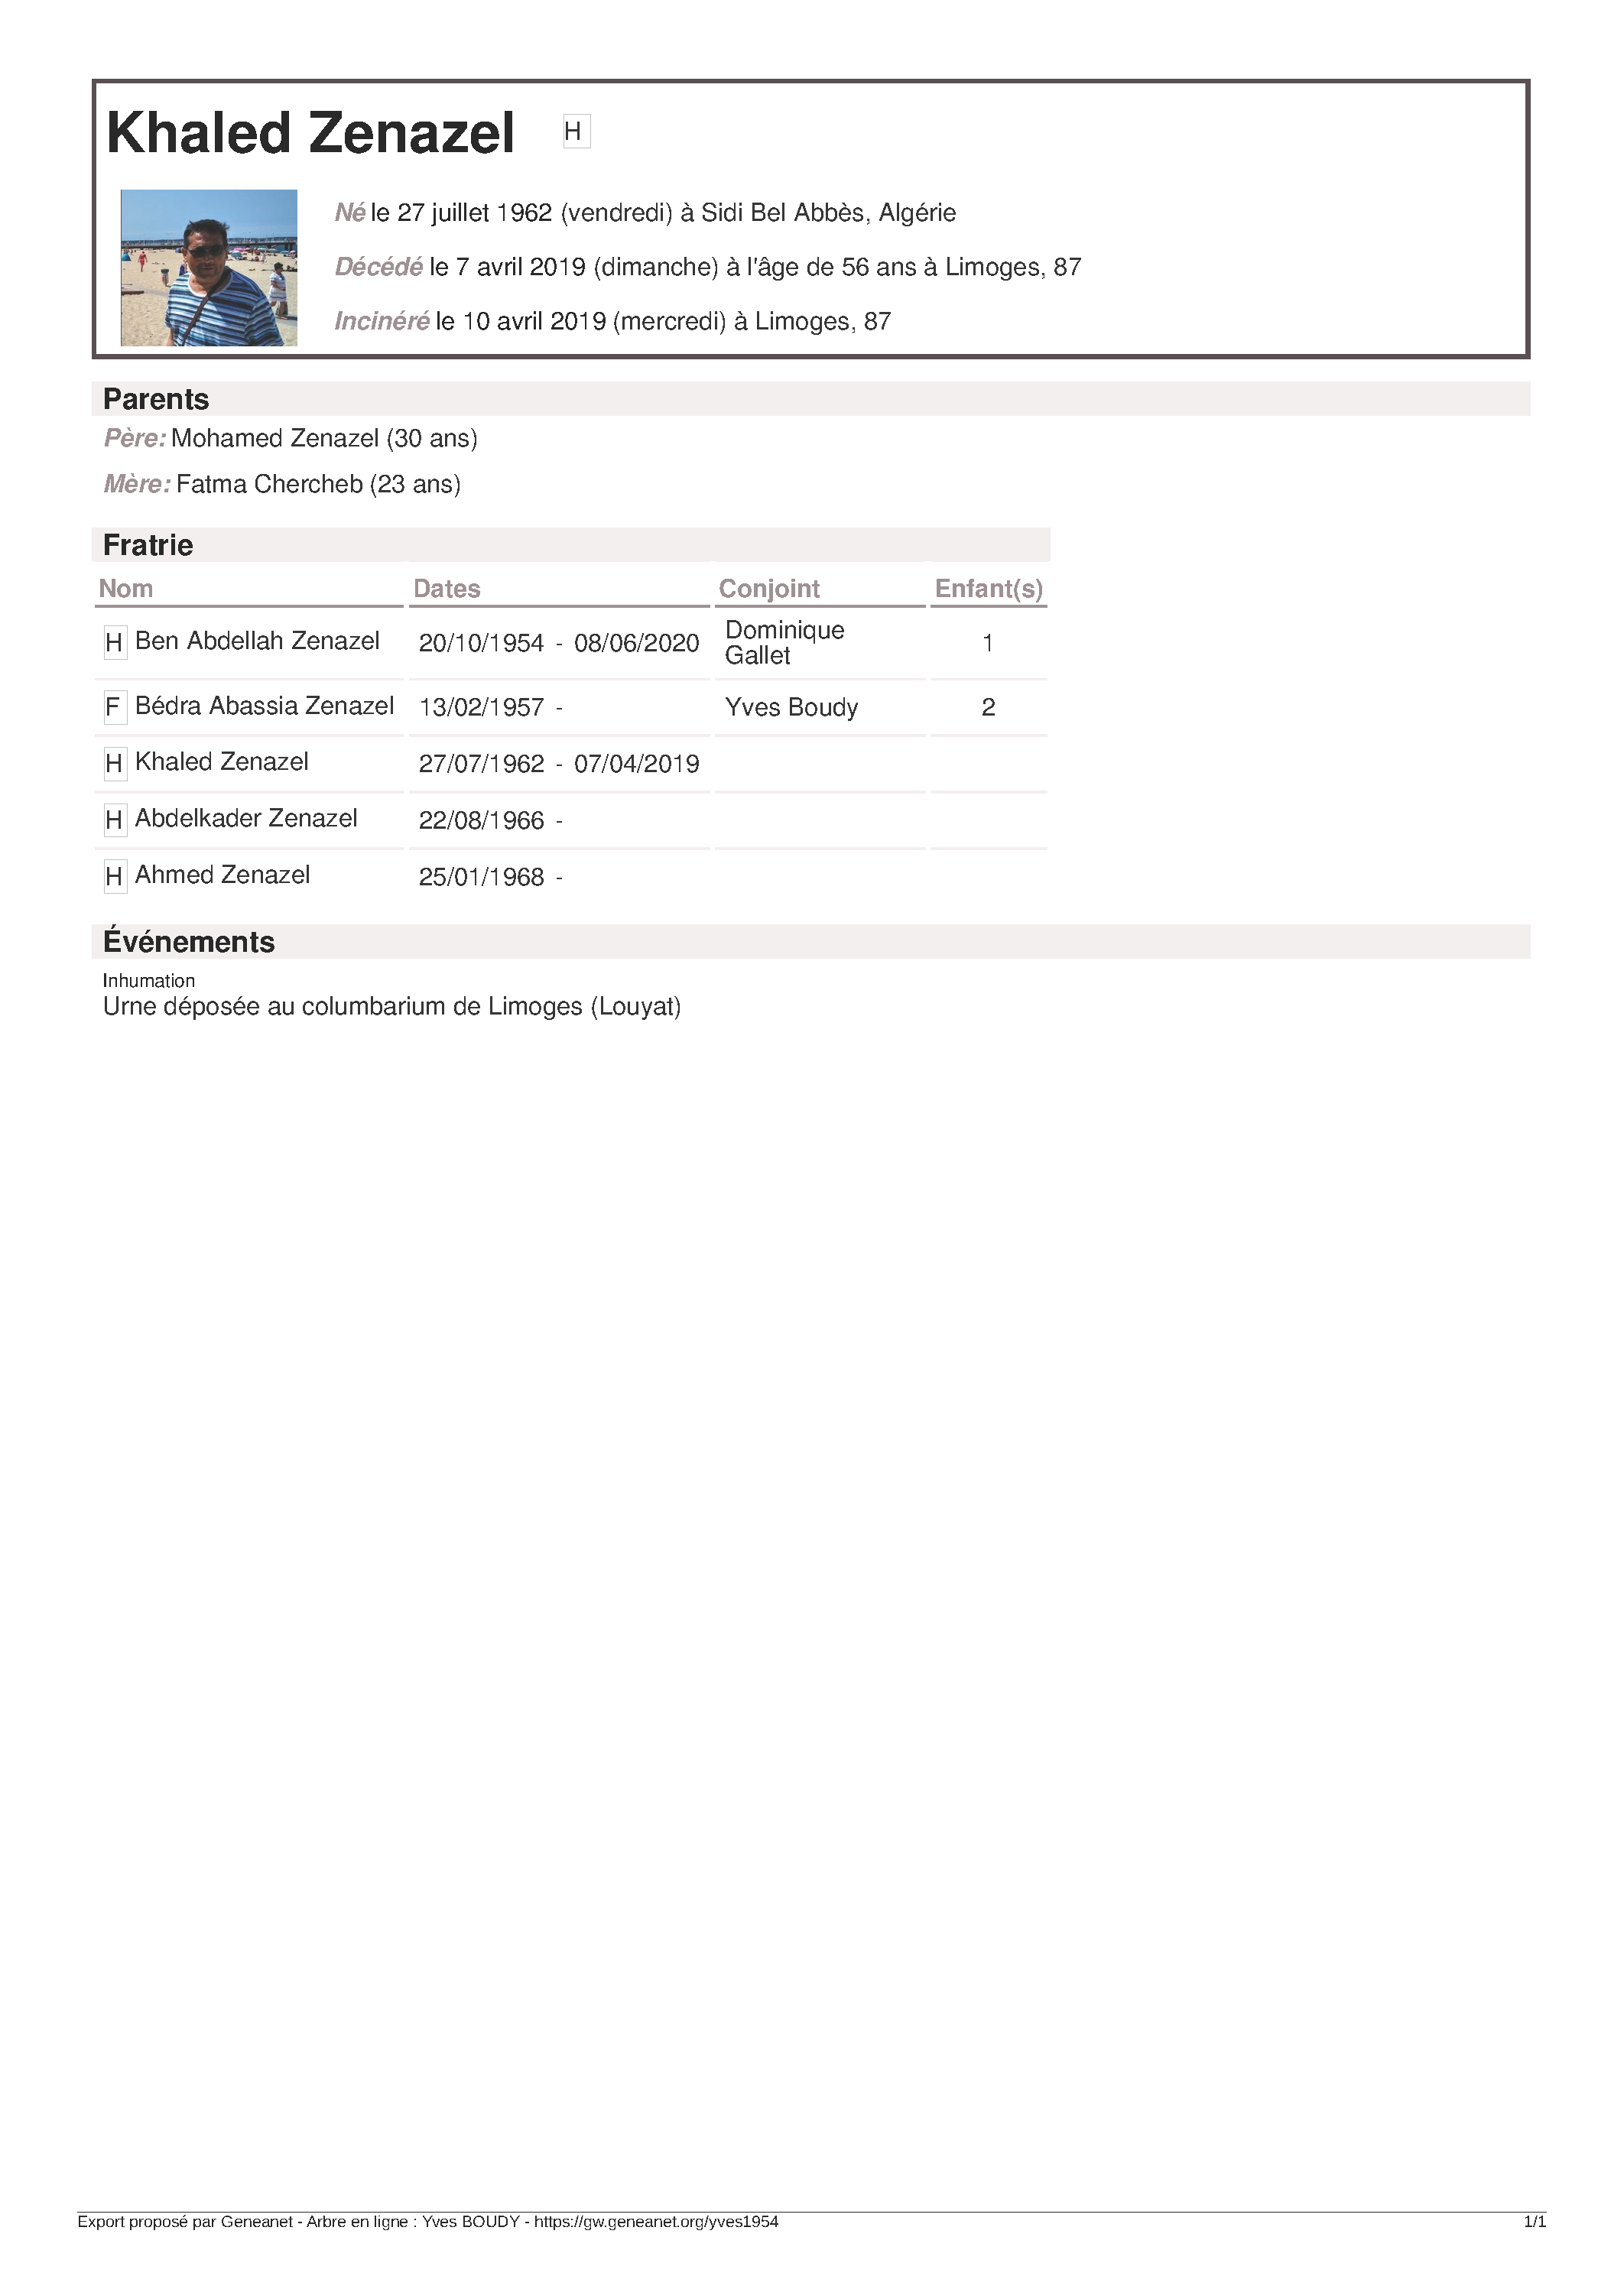 Khaled Zenazel H
Né le 27 juillet 1962 (vendredi) à Sidi Bel Abbès, Algérie
Décédé le 7 avril 2019 (dimanche) à l'âge de 56 ans à Limoges, 87
Incinéré le 10 avril 2019 (mercredi) à Limoges, 87
Parents
Père: Mohamed Zenazel (30 ans)
Mère: Fatma Chercheb (23 ans)
Fratrie
Nom Dates Conjoint Enfant(s)
H Ben Abdellah Zenazel 20/10/1954 - 08/06/2020 Dominique Gallet 1
F Bédra Abassia Zenazel 13/02/1957 - Yves Boudy 2
H Khaled Zenazel 27/07/1962 - 07/04/2019
H Abdelkader Zenazel 22/08/1966 -
H Ahmed Zenazel 25/01/1968 -
Événements
Inhumation
Urne déposée au columbarium de Limoges (Louyat)
Export proposé par Geneanet - Arbre en ligne : Yves BOUDY - https://gw.geneanet.org/yves1954 1/1